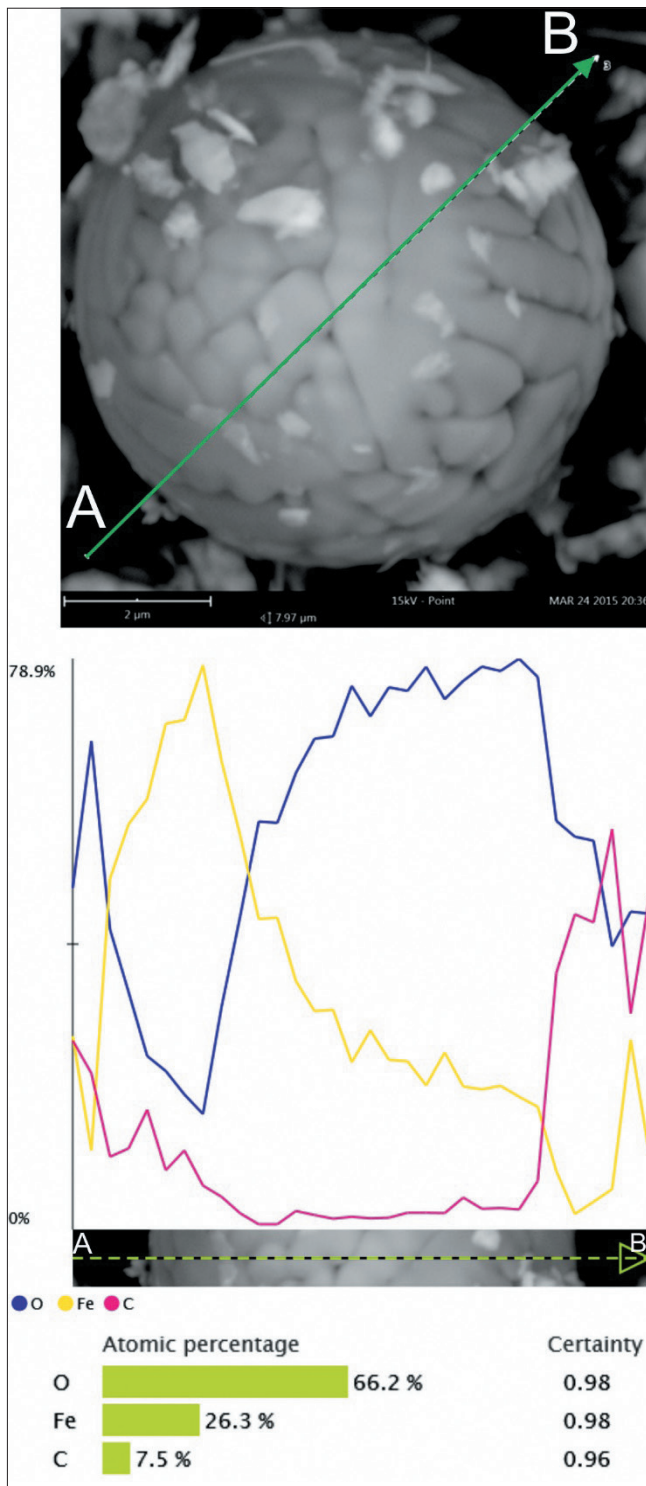 B
3
A
2 µm
7.97 µm
15kV - Point
MAR 24 2015 20:36
78.9%
0%
A B
O Fe C
Atomic percentage Certainty
O 66.2 % 0.98
Fe 26.3 % 0.98
C 7.5 % 0.96